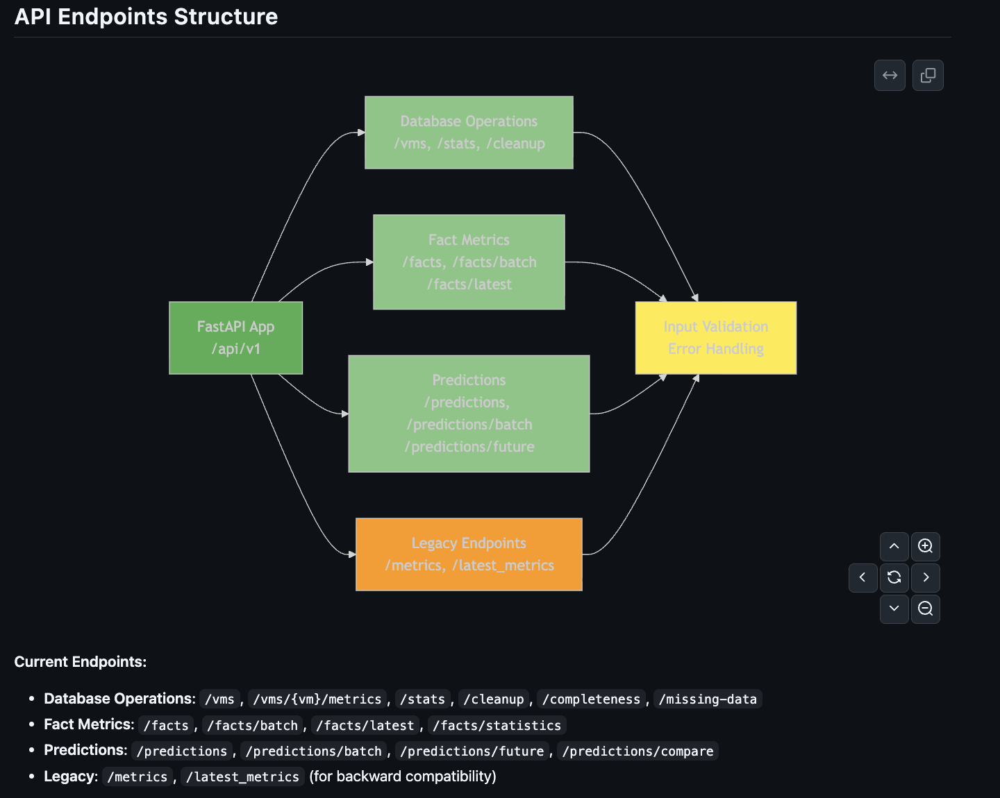 API Endpoints Structure
Database Operations
/vms, /stats, /cleanup
Fact Metrics
/facts, /facts/batch
/facts/latest
FastAPI App
/api/v1
Input Validation
Error Handling
Predictions
/predictions,
/predictions/batch
/predictions/future
Legacy Endpoints
/metrics, /latest_metrics
Current Endpoints:
• Database Operations: /vms, /vms/{vm}/metrics, /stats, /cleanup, /completeness, /missing-data
• Fact Metrics: /facts, /facts/batch, /facts/latest, /facts/statistics
• Predictions: /predictions, /predictions/batch, /predictions/future, /predictions/compare
• Legacy: /metrics, /latest_metrics (for backward compatibility)